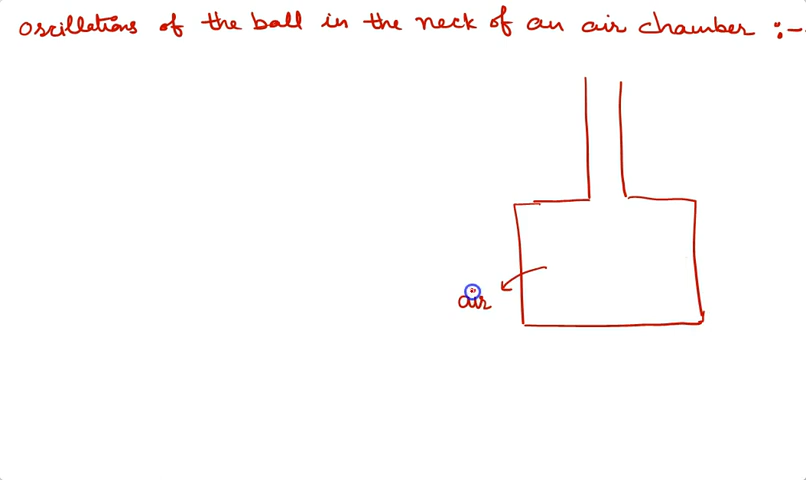 oscillations of the ball in the neck of an air chamber :-
air